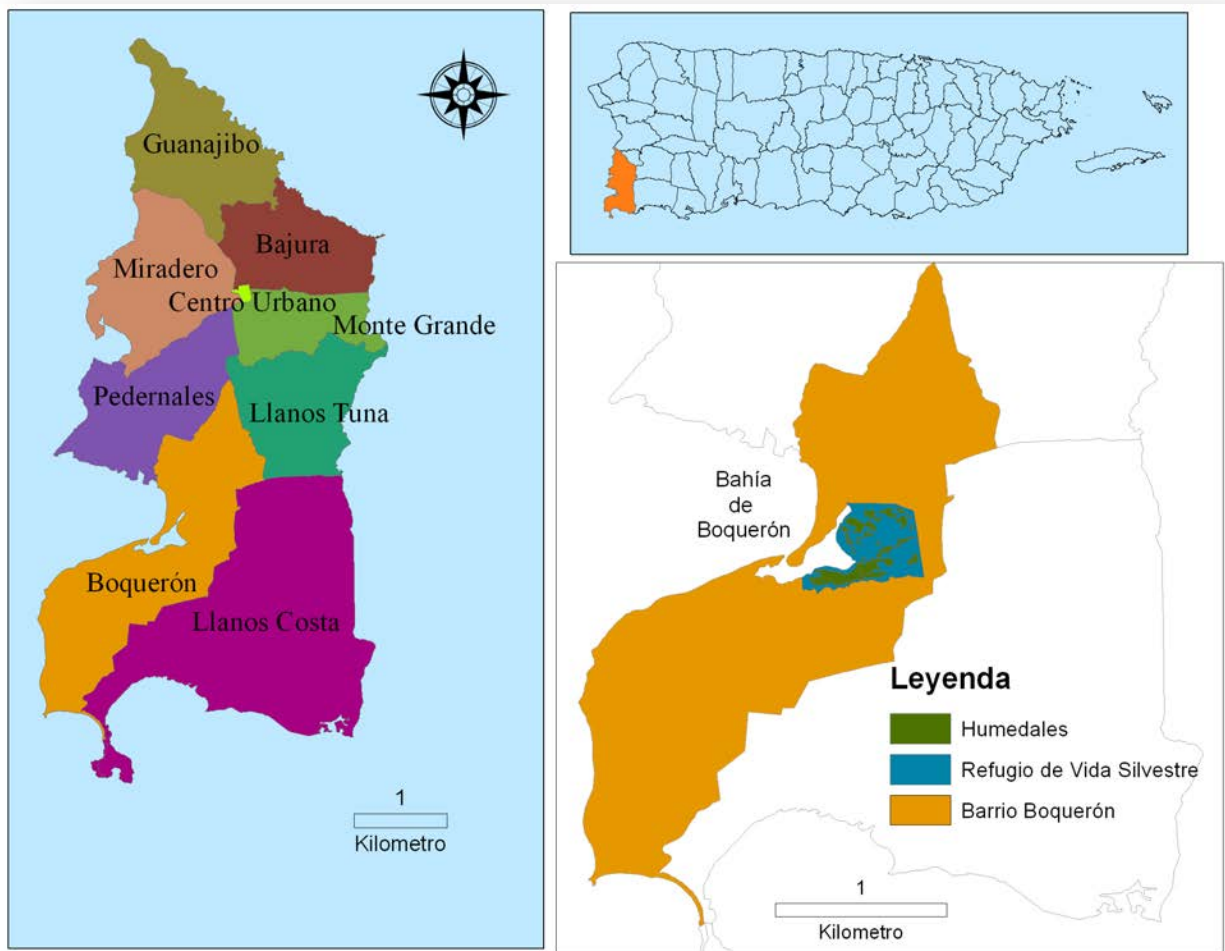 Guanajibo
Bajura
Miradero
Centro Urbano
Monte Grande
Pedernales
Llanos Tuna
Boquerón
Llanos Costa
1
Kilometro
Bahía
de
Boquerón
Leyenda
Humedales
Refugio de Vida Silvestre
Barrio Boquerón
1
Kilometro